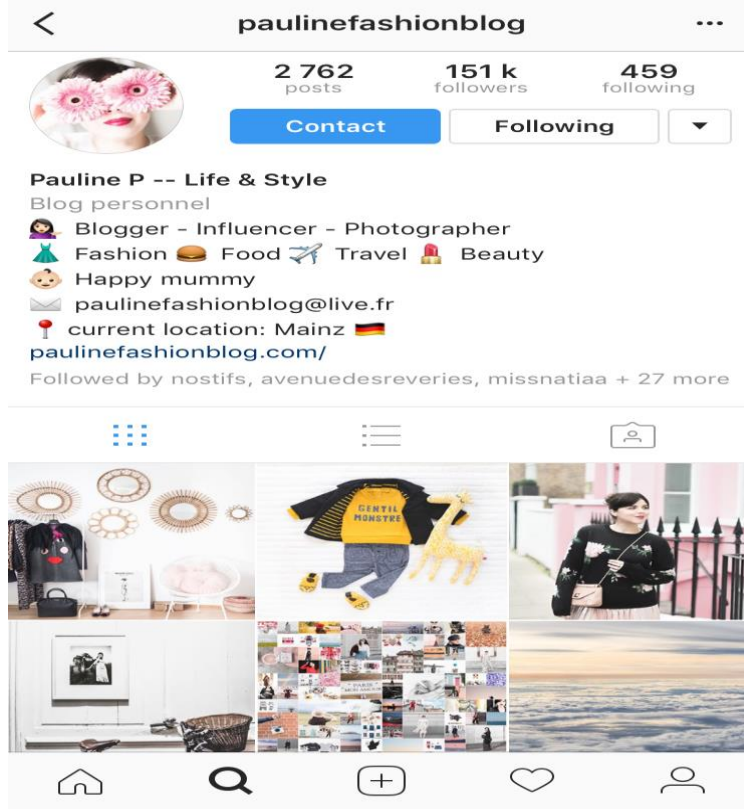 paulinefashionblog
2 762 151 k 459
posts followers following
Contact Following
Pauline P -- Life & Style
Blog personnel
💁🏻 Blogger - Influencer - Photographer
👗 Fashion 🍔 Food ✈️ Travel 💄 Beauty
👶🏻 Happy mummy
✉️ paulinefashionblog@live.fr
📍 current location: Mainz 🇩🇪
paulinefashionblog.com/
Followed by nostifs, avenuedesreveries, missnatiaa + 27 more
GENTIL
MONSTRE